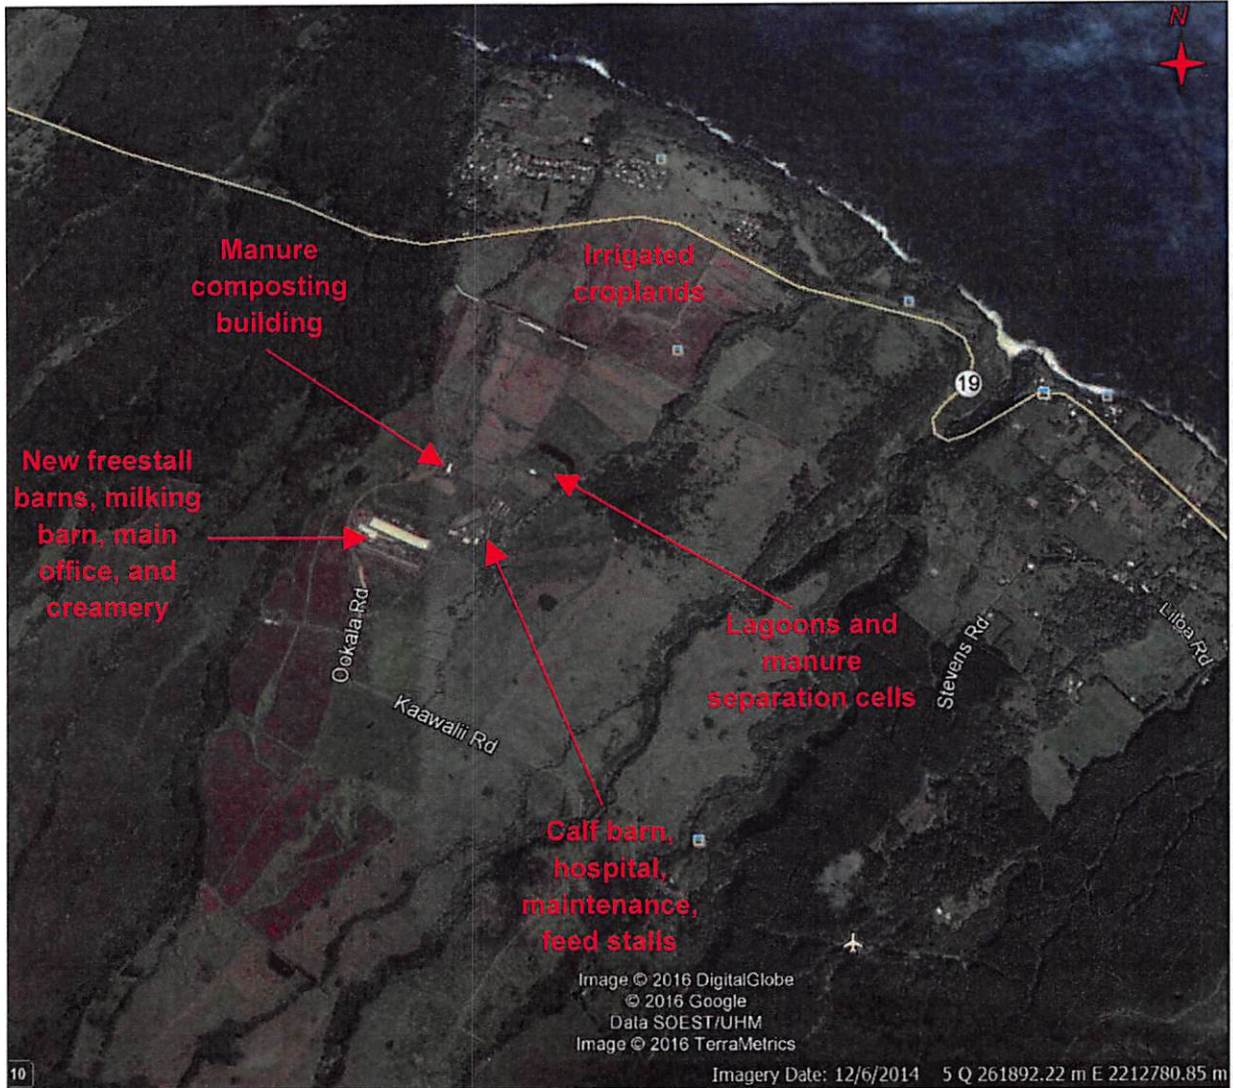 N
Manure
composting
building
Irrigated
croplands
19
New freestall
barns, milking
barn, main
office, and
creamery
Ookala Rd
Kaawalii Rd
Lagoons and
manure
separation cells
Stevens Rd
Lilba Rd
Calf barn,
hospital,
maintenance,
feed stalls
Image © 2016 DigitalGlobe
© 2016 Google
Data SOEST/UHM
Image © 2016 TerraMetrics
10
Imagery Date: 12/6/2014 5 Q 261892.22 m E 2212780.85 m